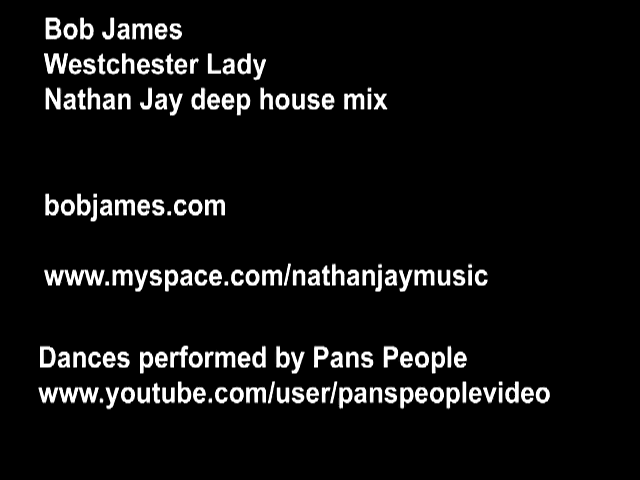 Bob James
Westchester Lady
Nathan Jay deep house mix
bobjames.com
www.myspace.com/nathanjaymusic
Dances performed by Pans People
www.youtube.com/user/panspeoplevideo